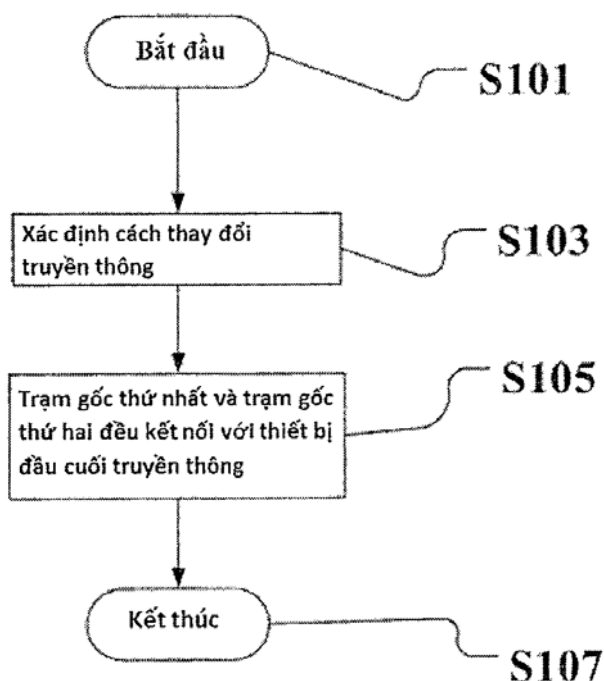 Bắt đầu
S101
Xác định cách thay đổi
truyền thông
S103
Trạm gốc thứ nhất và trạm gốc
thứ hai đều kết nối với thiết bị
đầu cuối truyền thông
S105
Kết thúc
S107